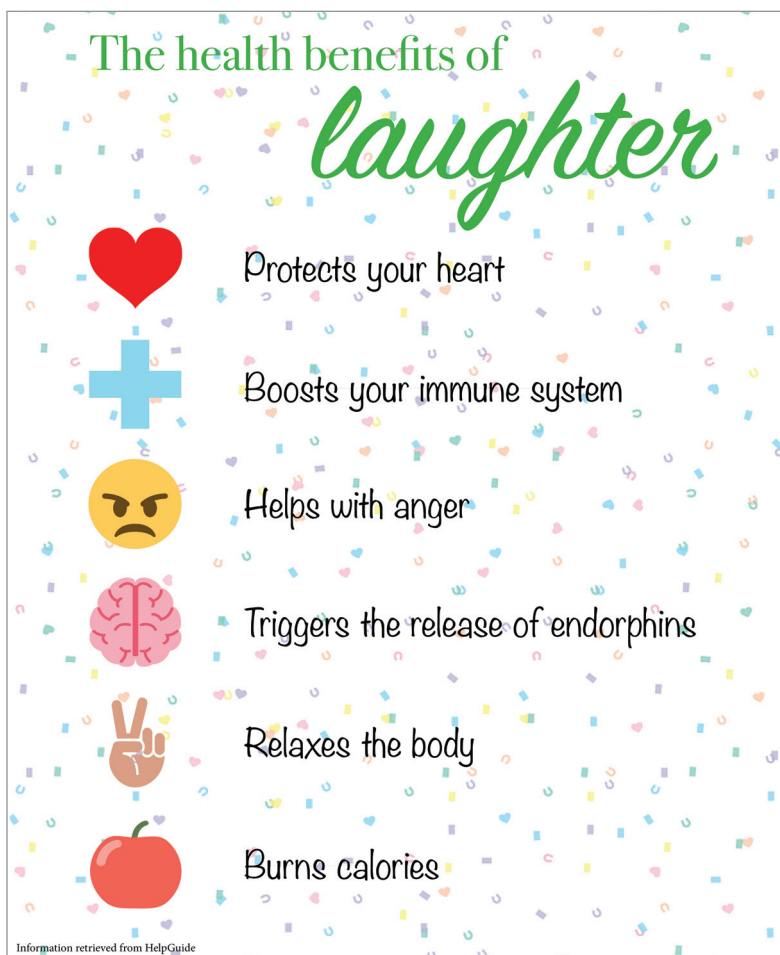 The health benefits of
laughter
Protects your heart
Boosts your immune system
Helps with anger
Triggers the release of endorphins
Relaxes the body
Burns calories
Information retrieved from HelpGuide